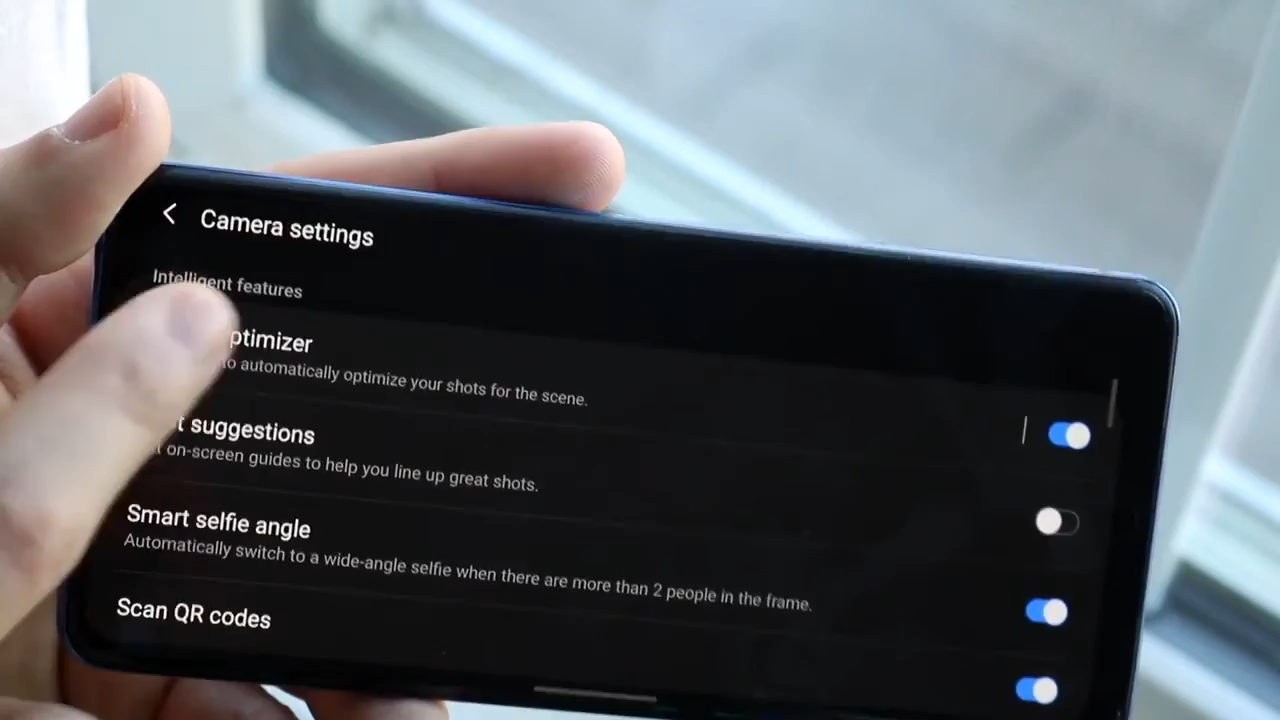 Camera settings
Intelligent features
ptimizer
to automatically optimize your shots for the scene.
t suggestions
on-screen guides to help you line up great shots.
Smart selfie angle
Automatically switch to a wide-angle selfie when there are more than 2 people in the frame.
Scan QR codes